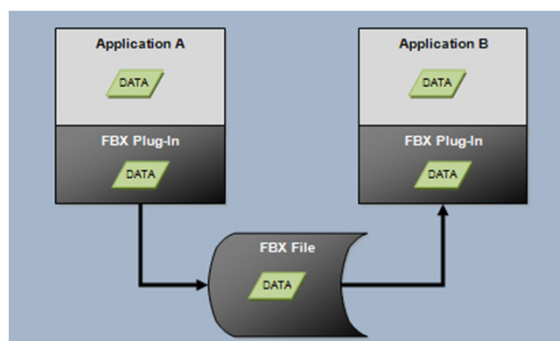 Application A
DATA
FBX Plug-In
DATA
Application B
DATA
FBX Plug-In
DATA
FBX File
DATA